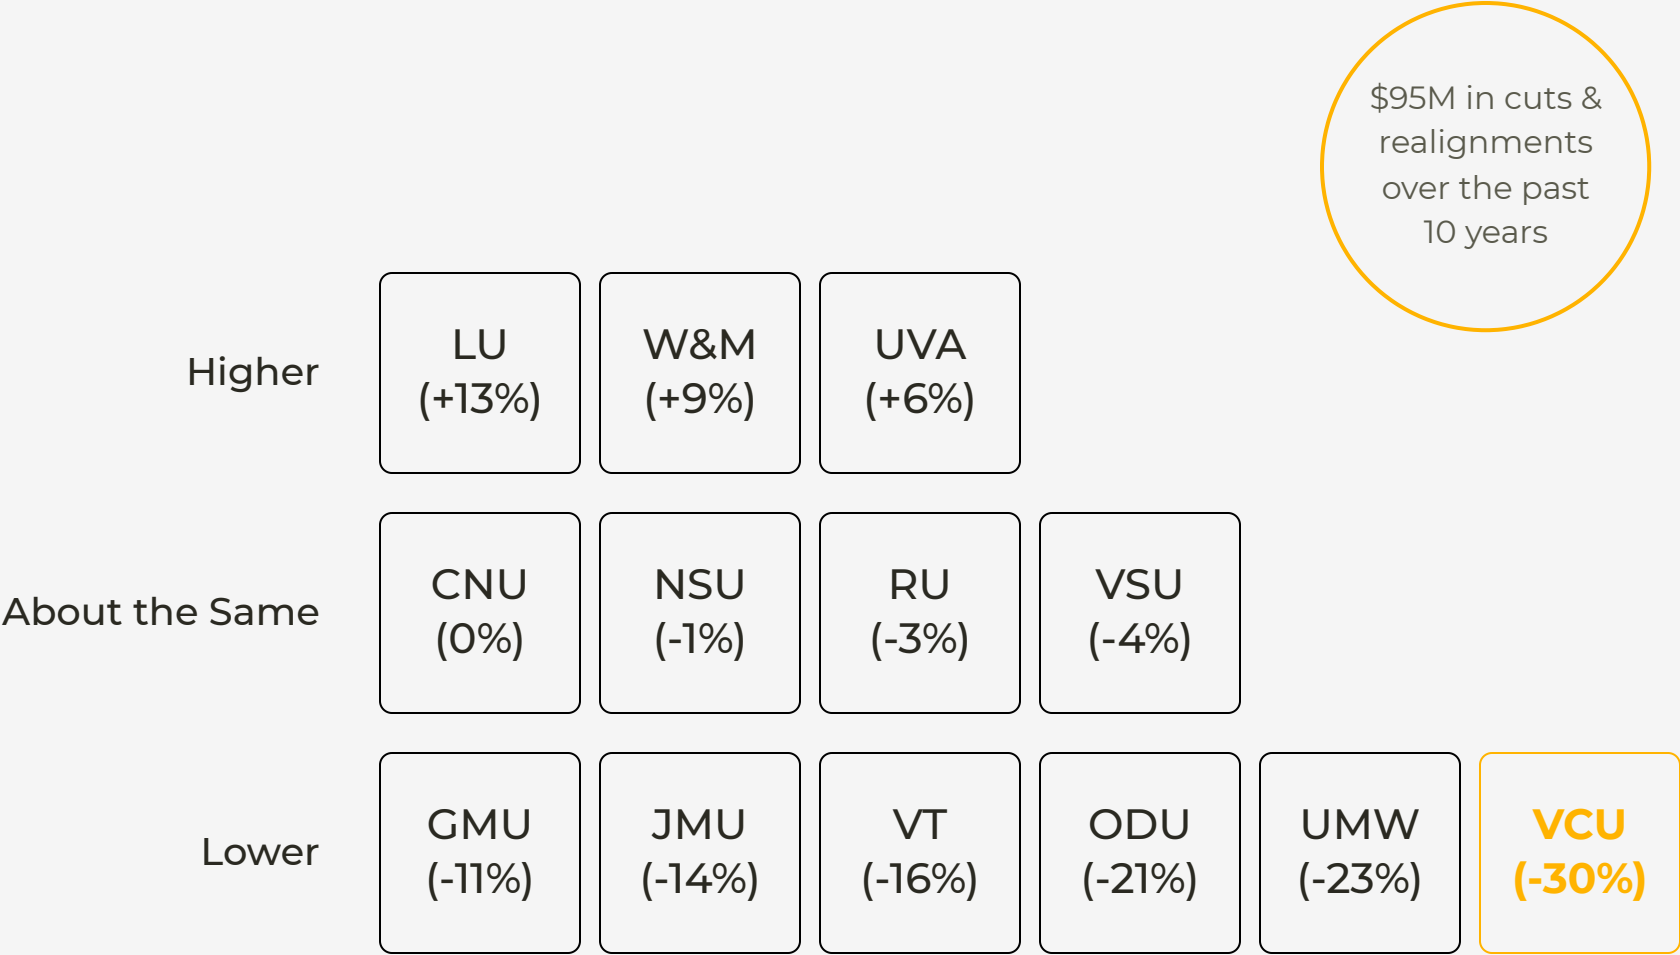 $95M in cuts &
realignments
over the past
10 years
Higher
LU
(+13%)
W&M
(+9%)
UVA
(+6%)
About the Same
CNU
(0%)
NSU
(-1%)
RU
(-3%)
VSU
(-4%)
Lower
GMU
(-11%)
JMU
(-14%)
VT
(-16%)
ODU
(-21%)
UMW
(-23%)
VCU
(-30%)